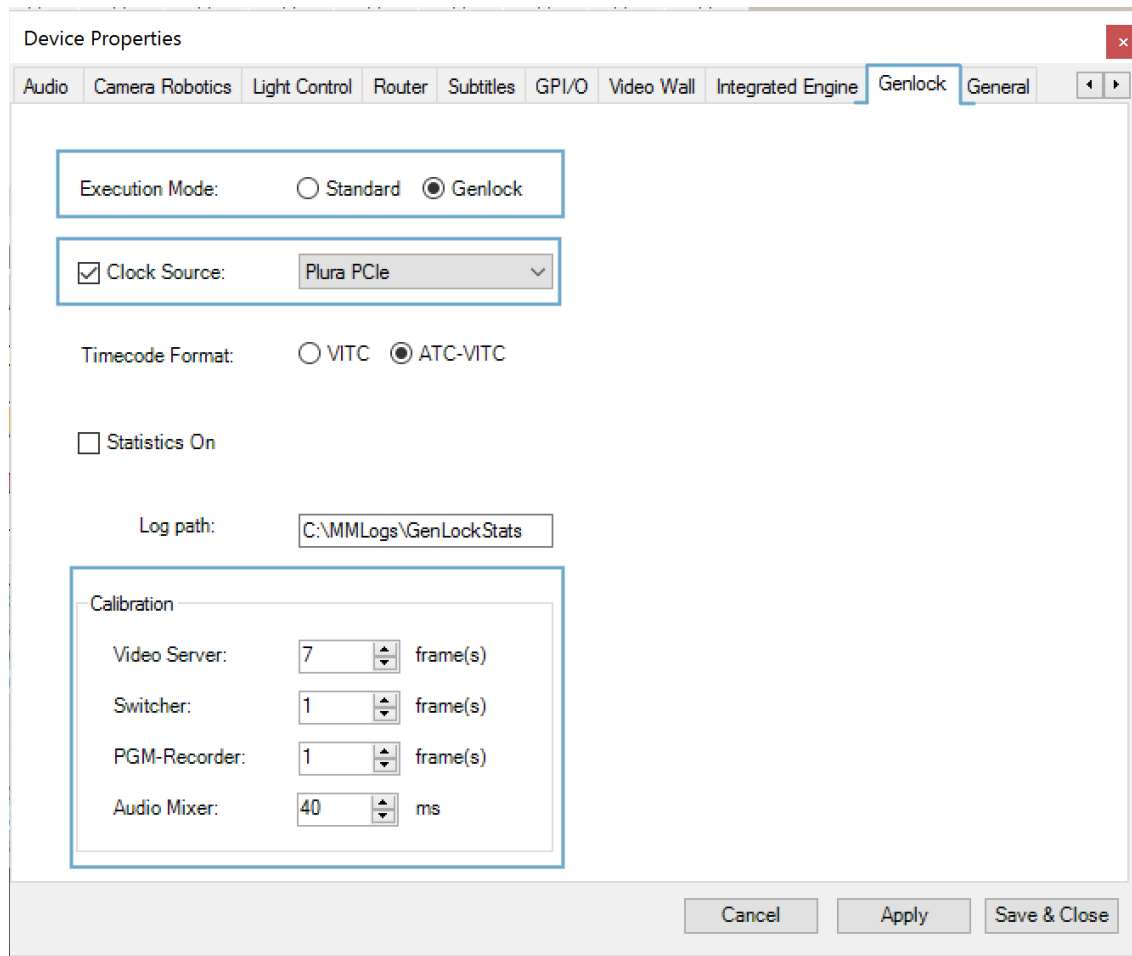 Device Properties
×
Audio Camera Robotics Light Control Router Subtitles GPI/O Video Wall Integrated Engine Genlock General
Execution Mode: Standard Genlock
Clock Source: Plura PCIe
Timecode Format: VITC ATC-VITC
Statistics On
Log path: C:\MMLogs\GenLockStats
Calibration
Video Server: 7 frame(s)
Switcher: 1 frame(s)
PGM-Recorder: 1 frame(s)
Audio Mixer: 40 ms
Cancel Apply Save & Close